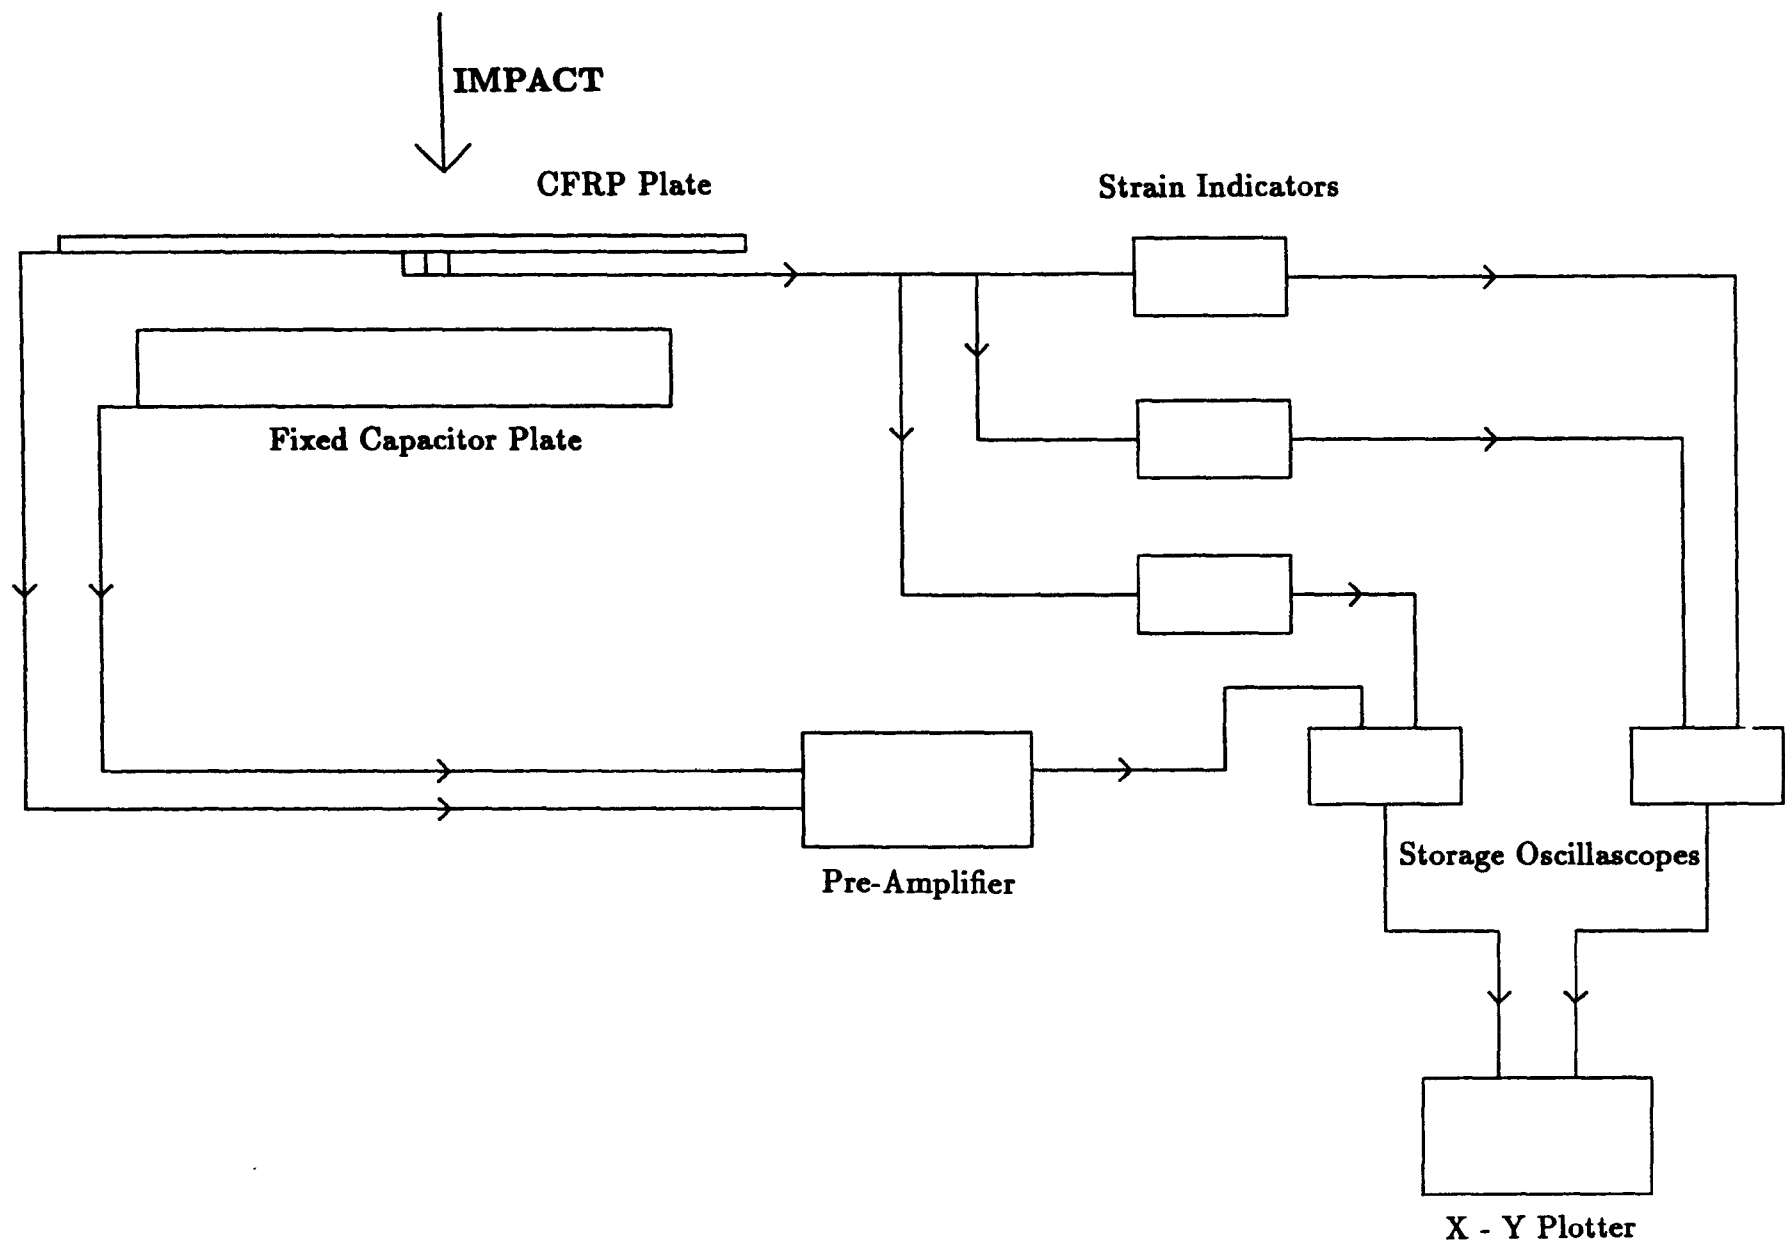 IMPACT
CFRP Plate
Strain Indicators
Fixed Capacitor Plate
Storage Oscillascopes
Pre-Amplifier
X - Y Plotter